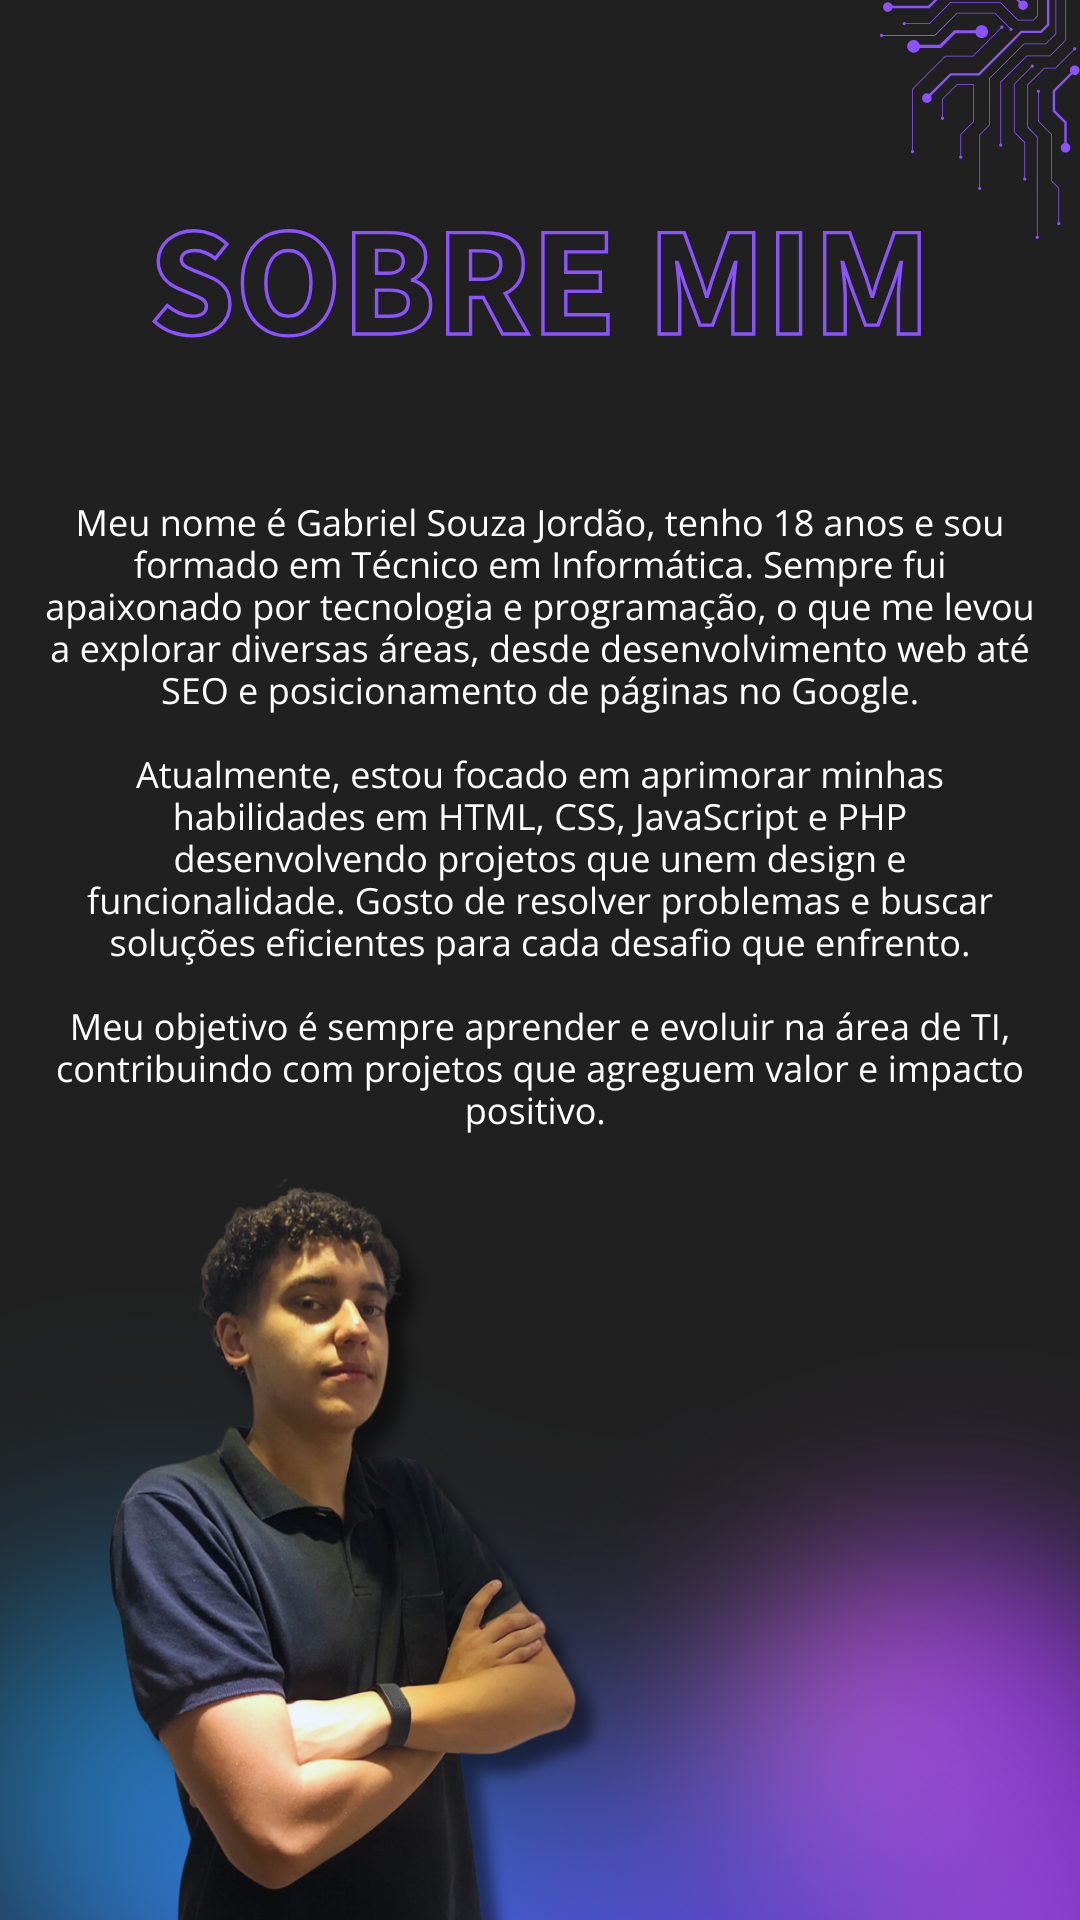 SOBRE MIM
Meu nome é Gabriel Souza Jordão, tenho 18 anos e sou
formado em Técnico em Informática. Sempre fui
apaixonado por tecnologia e programação, o que me levou
a explorar diversas áreas, desde desenvolvimento web até
SEO e posicionamento de páginas no Google.
Atualmente, estou focado em aprimorar minhas
habilidades em HTML, CSS, JavaScript e PHP
desenvolvendo projetos que unem design e
funcionalidade. Gosto de resolver problemas e buscar
soluções eficientes para cada desafio que enfrento.
Meu objetivo é sempre aprender e evoluir na área de TI,
contribuindo com projetos que agreguem valor e impacto
positivo.